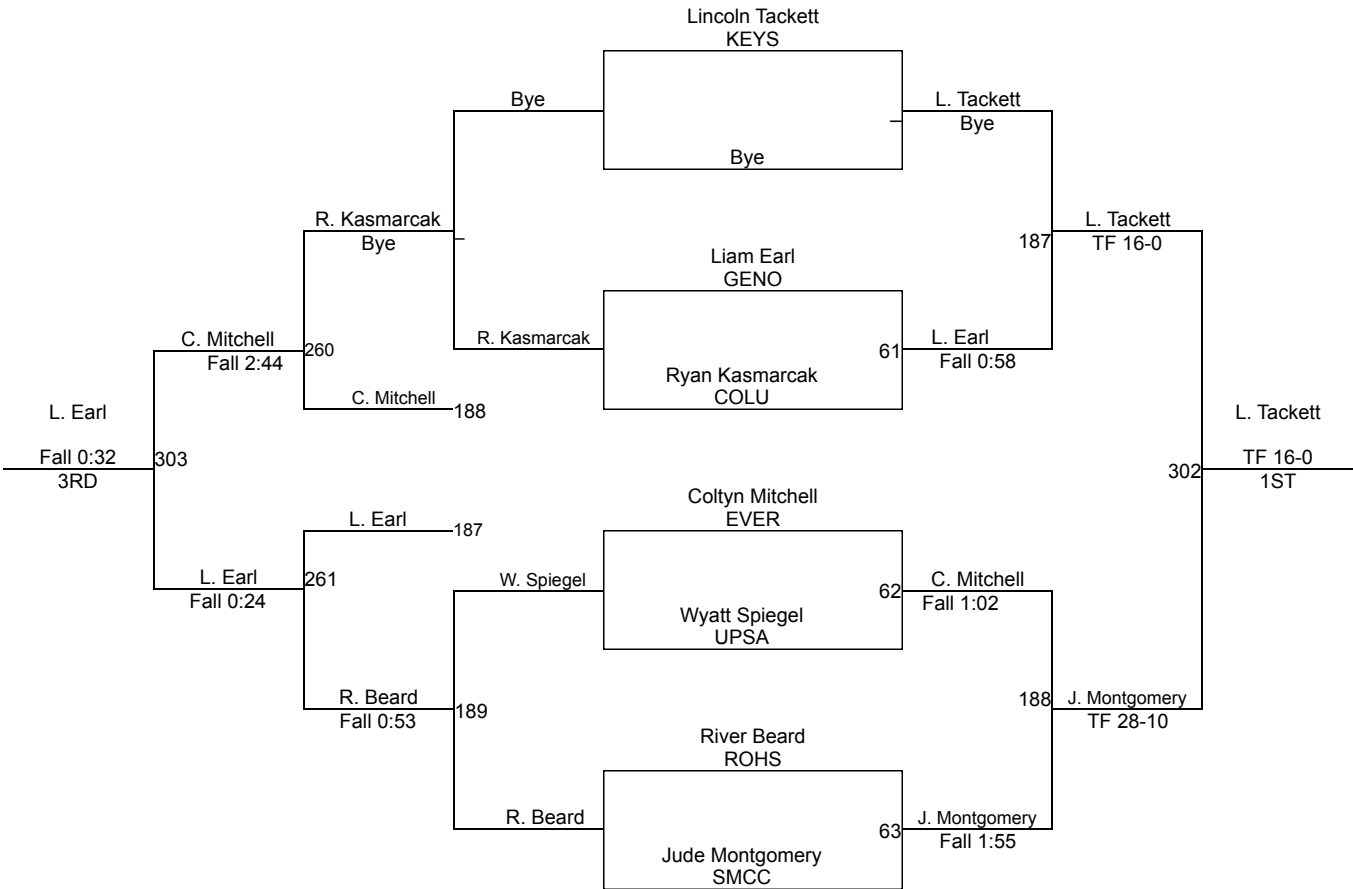 Lincoln Tackett
KEYS
Bye
L. Tackett
Bye
Bye
R. Kasmarcak
Bye
L. Tackett
187
TF 16-0
Liam Earl
GENO
C. Mitchell
Fall 2:44
260
R. Kasmarcak
61
L. Earl
Fall 0:58
Ryan Kasmarcak
COLU
C. Mitchell
188
L. Earl
Fall 0:32
303
3RD
L. Tackett
302
TF 16-0
1ST
Coltyn Mitchell
EVER
L. Earl
187
L. Earl
261
Fall 0:24
W. Spiegel
62
C. Mitchell
Fall 1:02
Wyatt Spiegel
UPSA
R. Beard
189
Fall 0:53
188
J. Montgomery
TF 28-10
River Beard
ROHS
R. Beard
63
J. Montgomery
Fall 1:55
Jude Montgomery
SMCC